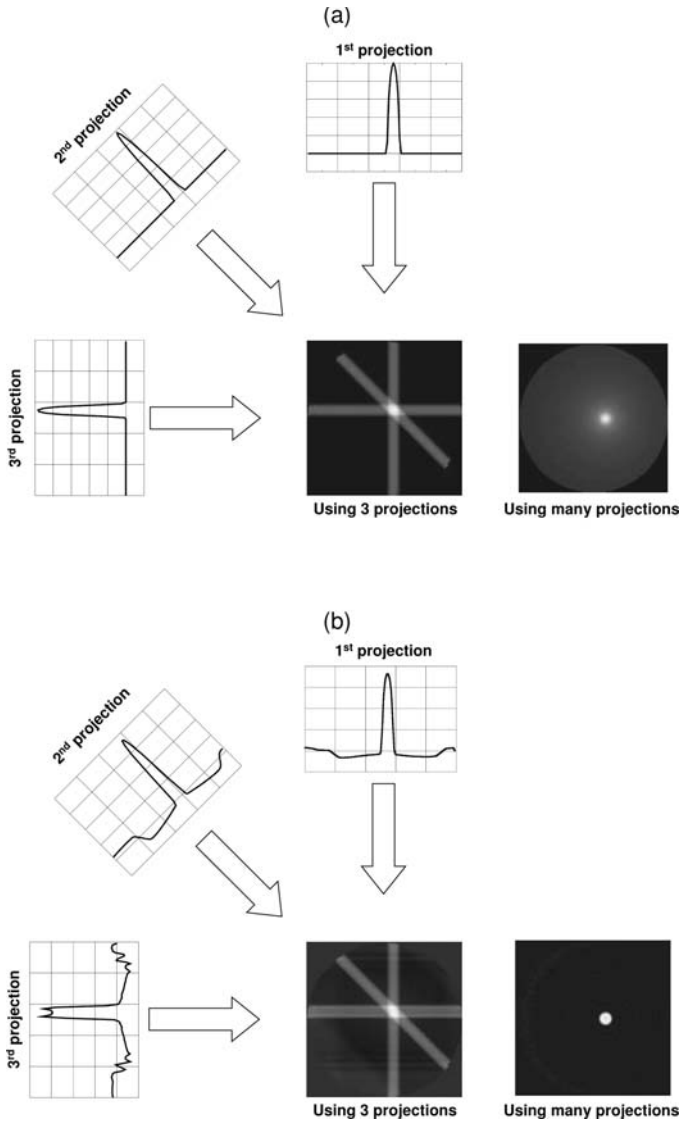 (a)
1st projection
2nd projection
3rd projection
Using 3 projections
Using many projections
(b)
1st projection
2nd projection
3rd projection
Using 3 projections
Using many projections